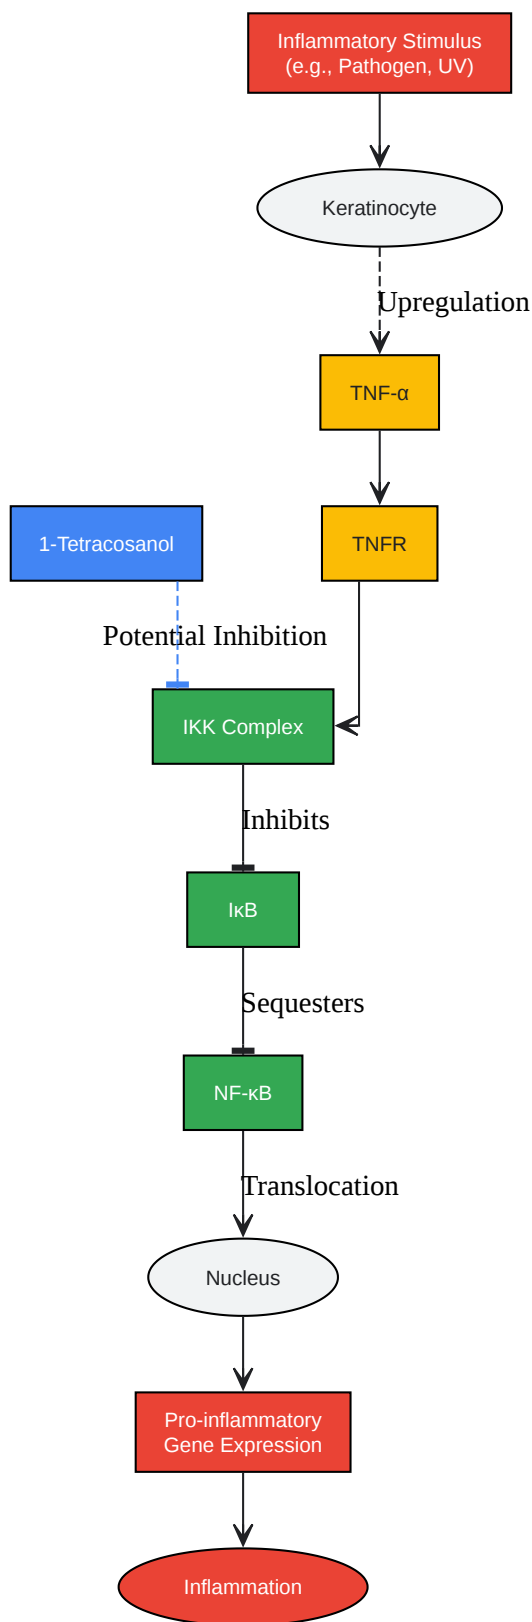 Inflammatory Stimulus
(e.g., Pathogen, UV)
Keratinocyte
Upregulation
TNF-α
1-Tetracosanol
TNFR
Potential Inhibition
IKK Complex
Inhibits
IκB
Sequesters
NF-κB
Translocation
Nucleus
Pro-inflammatory
Gene Expression
Inflammation